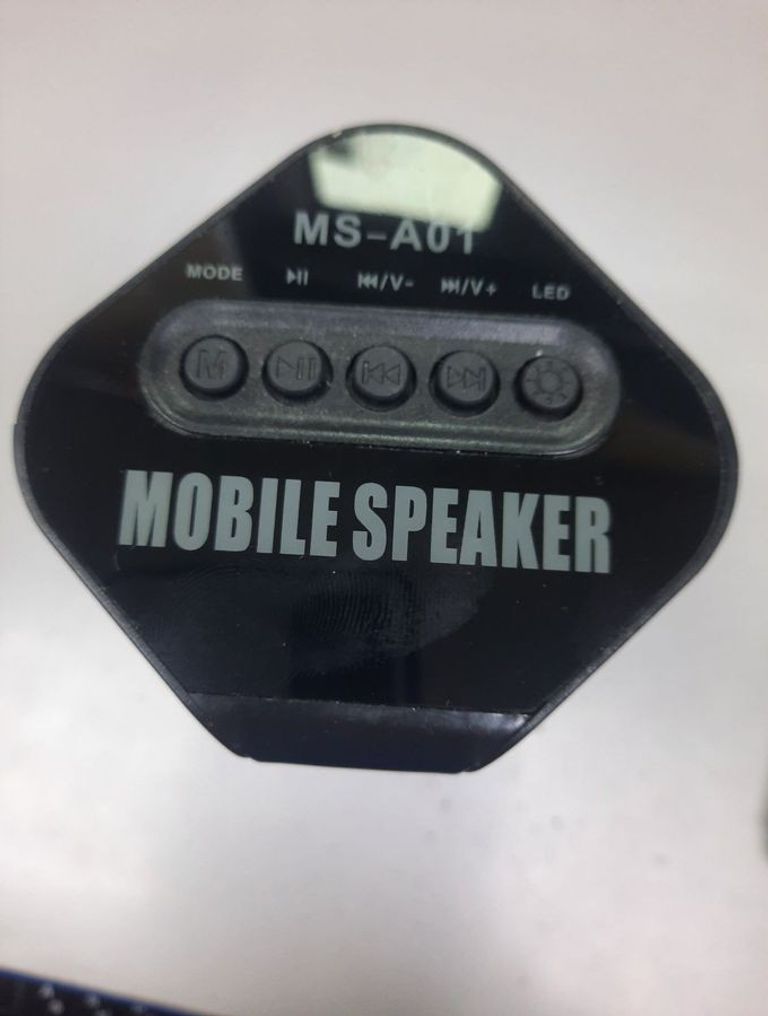 MS-A01
MODE ⏯ ⏮/V- ⏭/V+ LED
M
MOBILE SPEAKER